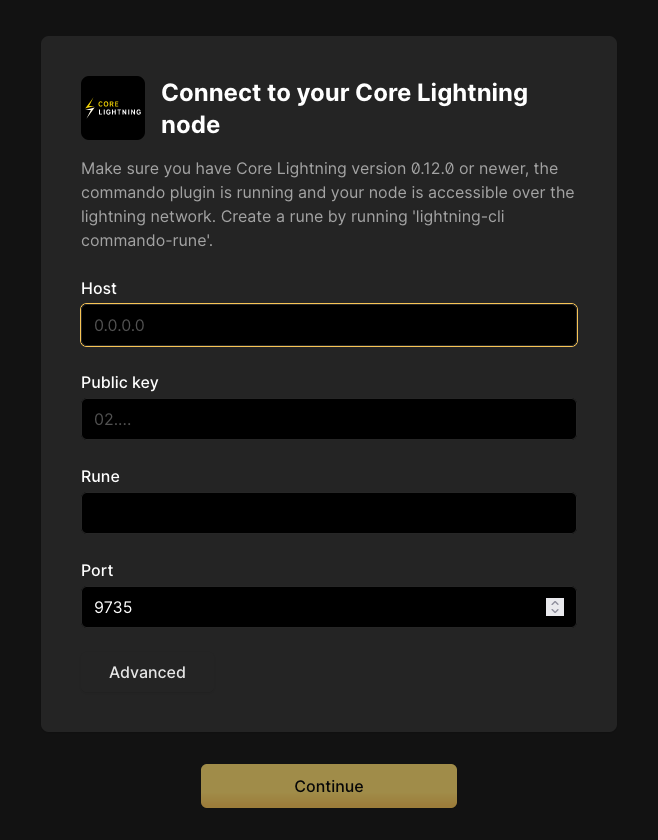 CORE
LIGHTNING
Connect to your Core Lightning
node
Make sure you have Core Lightning version 0.12.0 or newer, the
commando plugin is running and your node is accessible over the
lightning network. Create a rune by running 'lightning-cli
commando-rune'.
Host
0.0.0.0
Public key
02....
Rune
Port
9735
Advanced
Continue